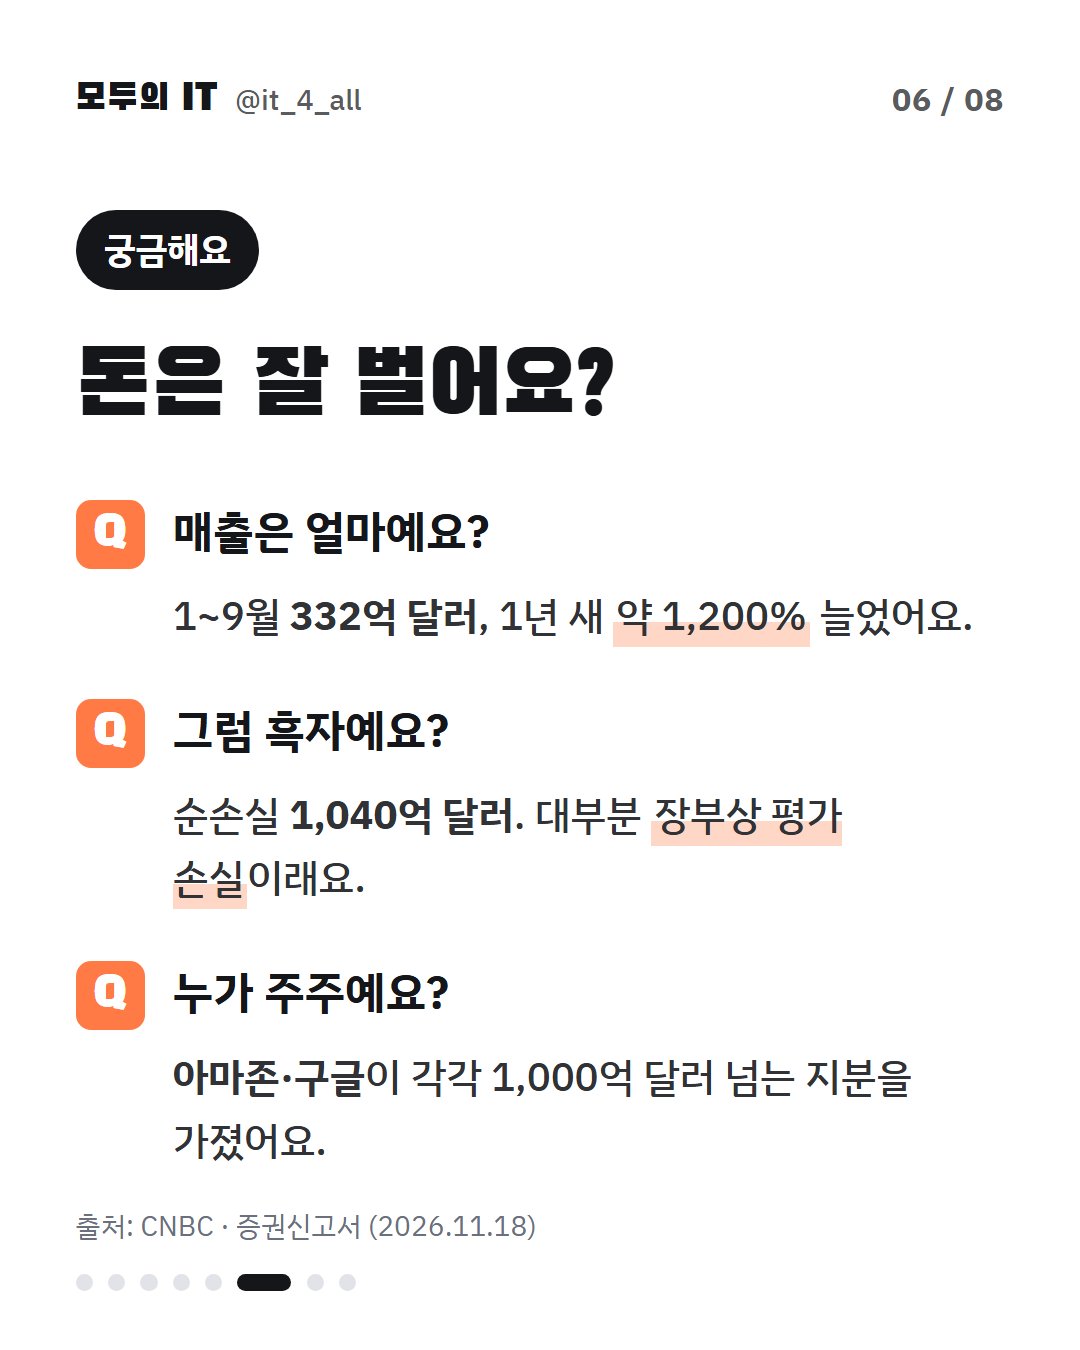 모두의 IT @it_4_all
06 / 08
궁금해요
돈은 잘 벌어요?
Q 매출은 얼마예요?
1~9월 332억 달러, 1년 새 약 1,200% 늘었어요.
Q 그럼 흑자예요?
순손실 1,040억 달러. 대부분 장부상 평가
손실이래요.
Q 누가 주주예요?
아마존·구글이 각각 1,000억 달러 넘는 지분을
가졌어요.
출처: CNBC · 증권신고서 (2026.11.18)